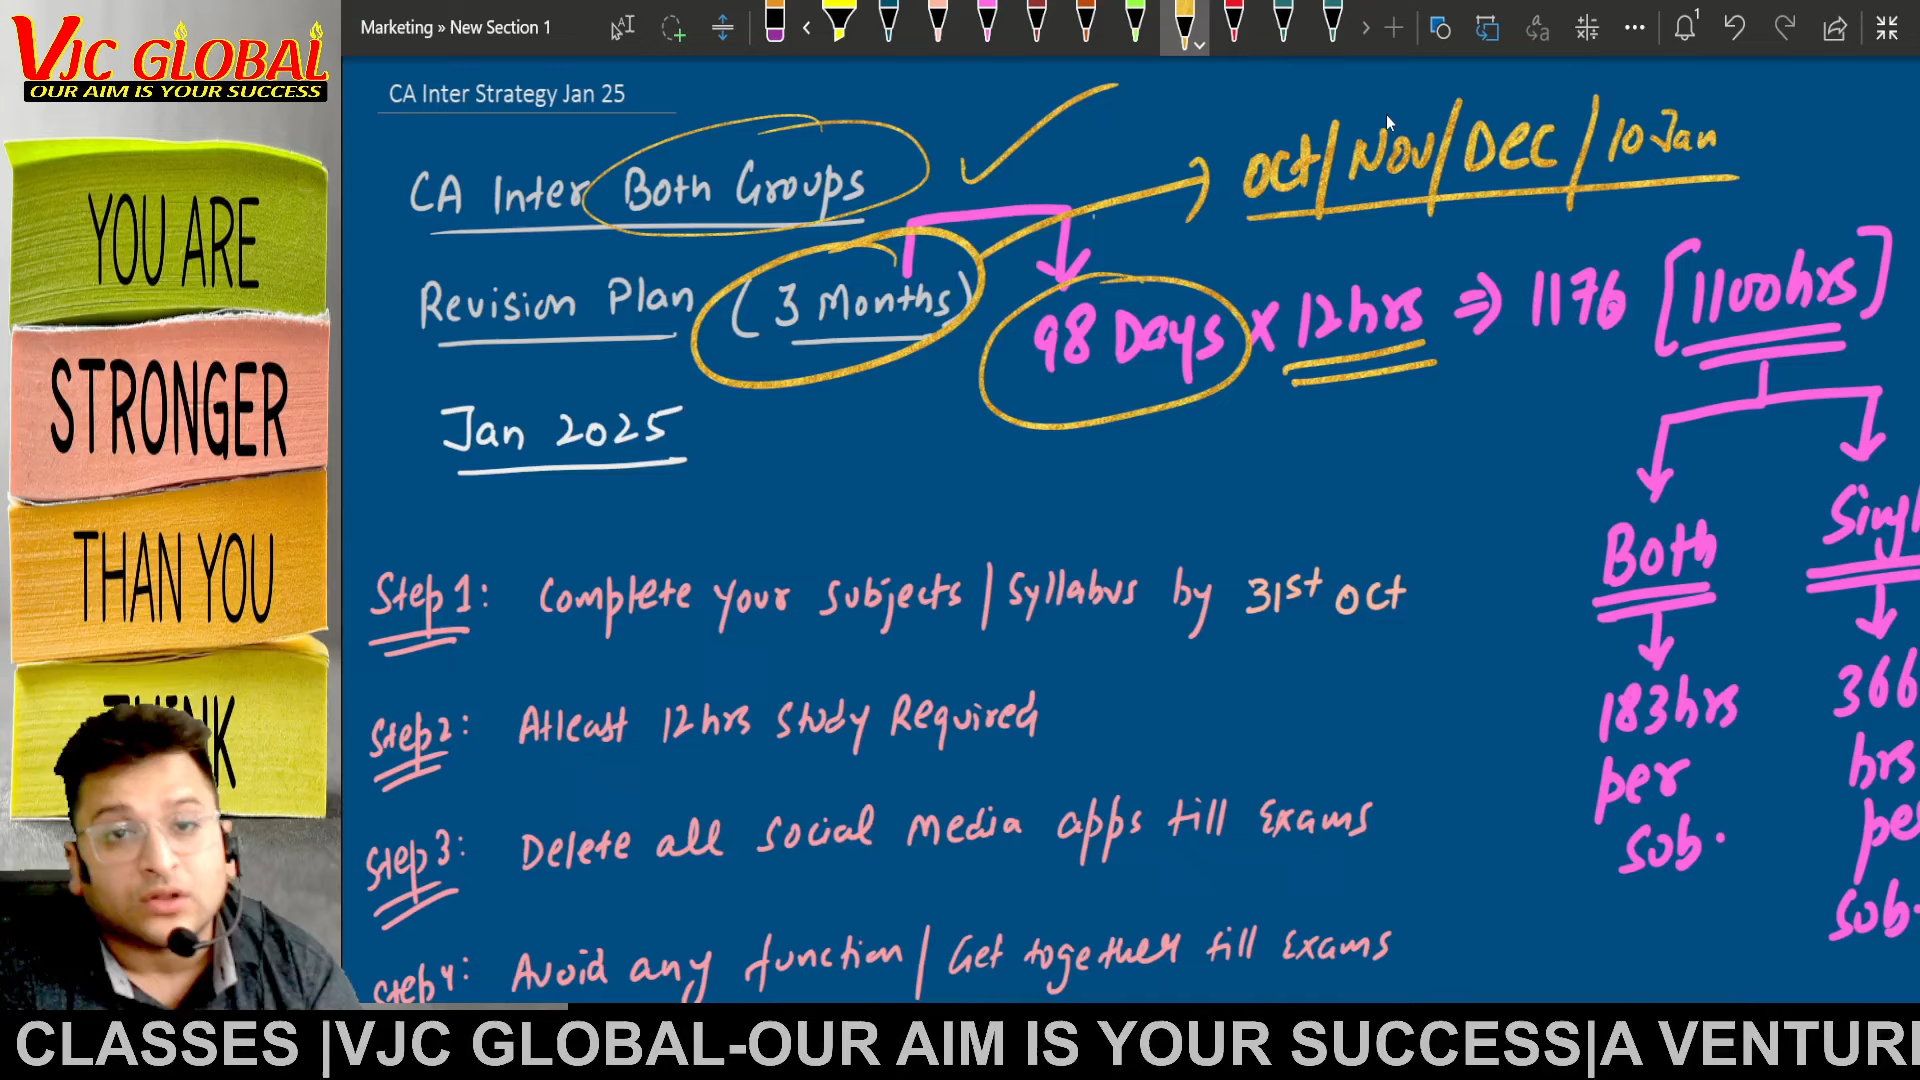 VJC GLOBAL
OUR AIM IS YOUR SUCCESS
Marketing » New Section 1
CA Inter Strategy Jan 25
CA Inter Both Groups
Oct/Nov/Dec/10 Jan
Revision Plan (3 Months)
98 Days x 12hrs ⇒ 1176 [1100hrs]
Jan 2025
Both
183hrs
per
sub.
366
hrs
sub.
Step 1: Complete your subjects/syllabus by 31st Oct
Step 2: Atleast 12hrs study Required
Step 3: Delete all social media apps till Exams
Step 4: Avoid any function/Get together till Exams
YOU ARE
STRONGER
THAN YOU
CLASSES |VJC GLOBAL-OUR AIM IS YOUR SUCCESS|A VENTUR